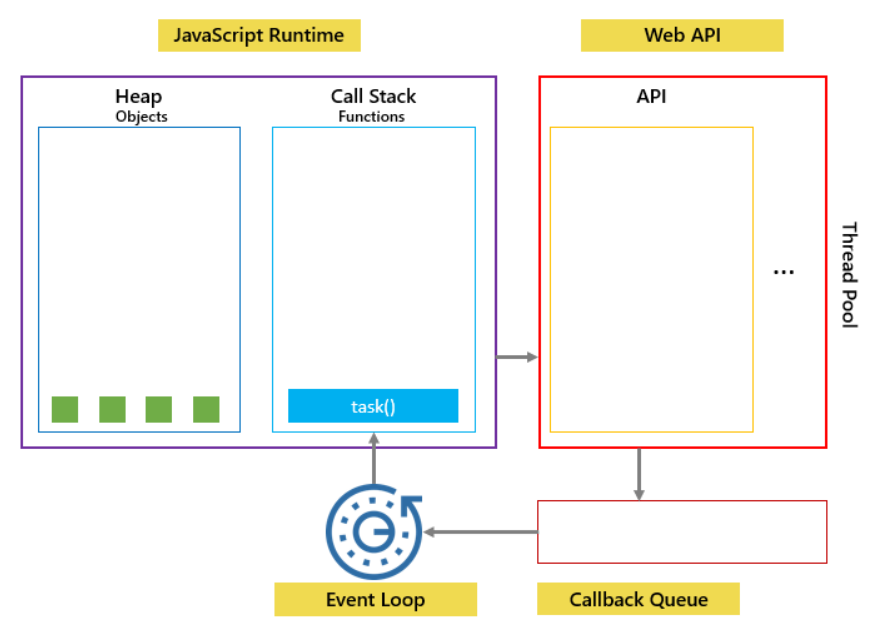 JavaScript Runtime
Web API
Heap
Objects
Call Stack
Functions
API
...
Thread Pool
task()
Event Loop
Callback Queue